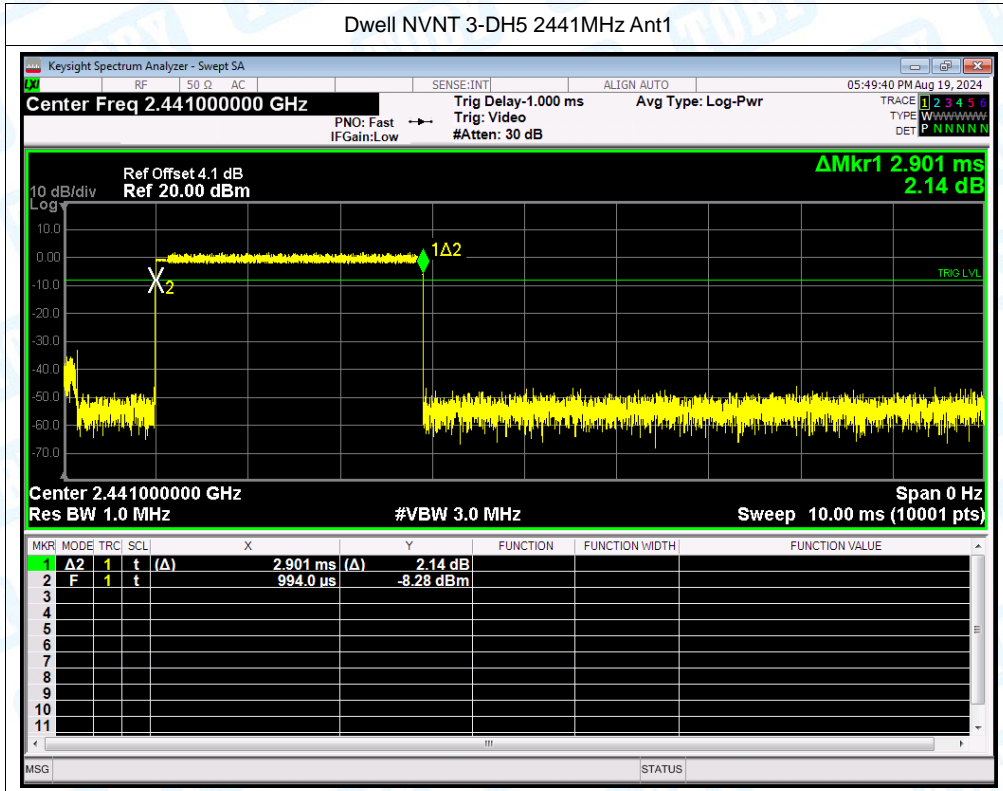 Dwell NVNT 3-DH5 2441MHz Ant1
Keysight Spectrum Analyzer - Swept SA
LXI RF 50 Ω AC SENSE:INT ALIGN AUTO 05:49:40 PM Aug 19, 2024
Center Freq 2.441000000 GHz Trig Delay-1.000 ms Avg Type: Log-Pwr TRACE 1 2 3 4 5 6
PNO: Fast Trig: Video TYPE WWWWWW
IFGain:Low #Atten: 30 dB DET P N N N N N
ΔMkr1 2.901 ms
2.14 dB
Ref Offset 4.1 dB
10 dB/div Ref 20.00 dBm
Log
10.0
0.00
1Δ2
TRIG LVL
-10.0
2
-20.0
-30.0
-40.0
-50.0
-60.0
-70.0
Center 2.441000000 GHz Span 0 Hz
Res BW 1.0 MHz #VBW 3.0 MHz Sweep 10.00 ms (10001 pts)
MKR MODE TRC SCL X Y FUNCTION FUNCTION WIDTH FUNCTION VALUE
1 Δ2 1 t (Δ) 2.901 ms (Δ) 2.14 dB
2 F 1 t 994.0 µs -8.28 dBm
3
4
5
6
7
8
9
10
11
MSG STATUS